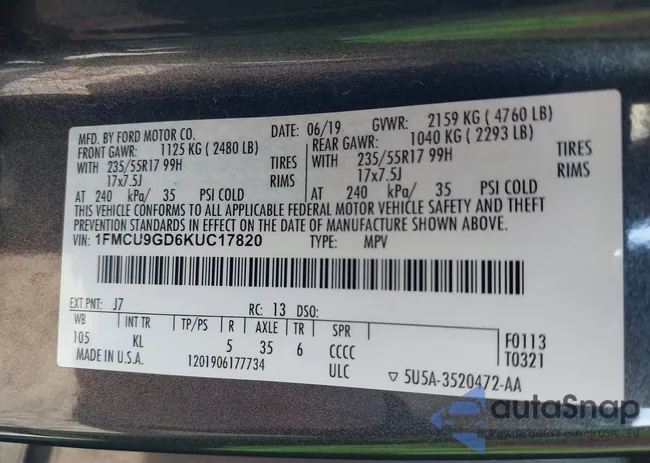 MFD. BY FORD MOTOR CO. DATE: 06/19 GVWR: 2159 KG ( 4760 LB)
FRONT GAWR: 1125 KG ( 2480 LB) REAR GAWR: 1040 KG ( 2293 LB)
WITH 235/55R17 99H TIRES WITH 235/55R17 99H TIRES
17x7.5J RIMS 17x7.5J RIMS
AT 240 kPa/ 35 PSI COLD AT 240 kPa/ 35 PSI COLD
THIS VEHICLE CONFORMS TO ALL APPLICABLE FEDERAL MOTOR VEHICLE SAFETY AND THEFT
PREVENTION STANDARDS IN EFFECT ON THE DATE OF MANUFACTURE SHOWN ABOVE.
VIN: 1FMCU9GD6KUC17820 TYPE: MPV
EXT PNT: J7 RC: 13 DSO:
WB INT TR TP/PS R AXLE TR SPR F0113
105 KL 5 35 6 CCCC T0321
MADE IN U.S.A. 1201906177734 ULC ▽ 5U5A-3520472-AA
autaSnap